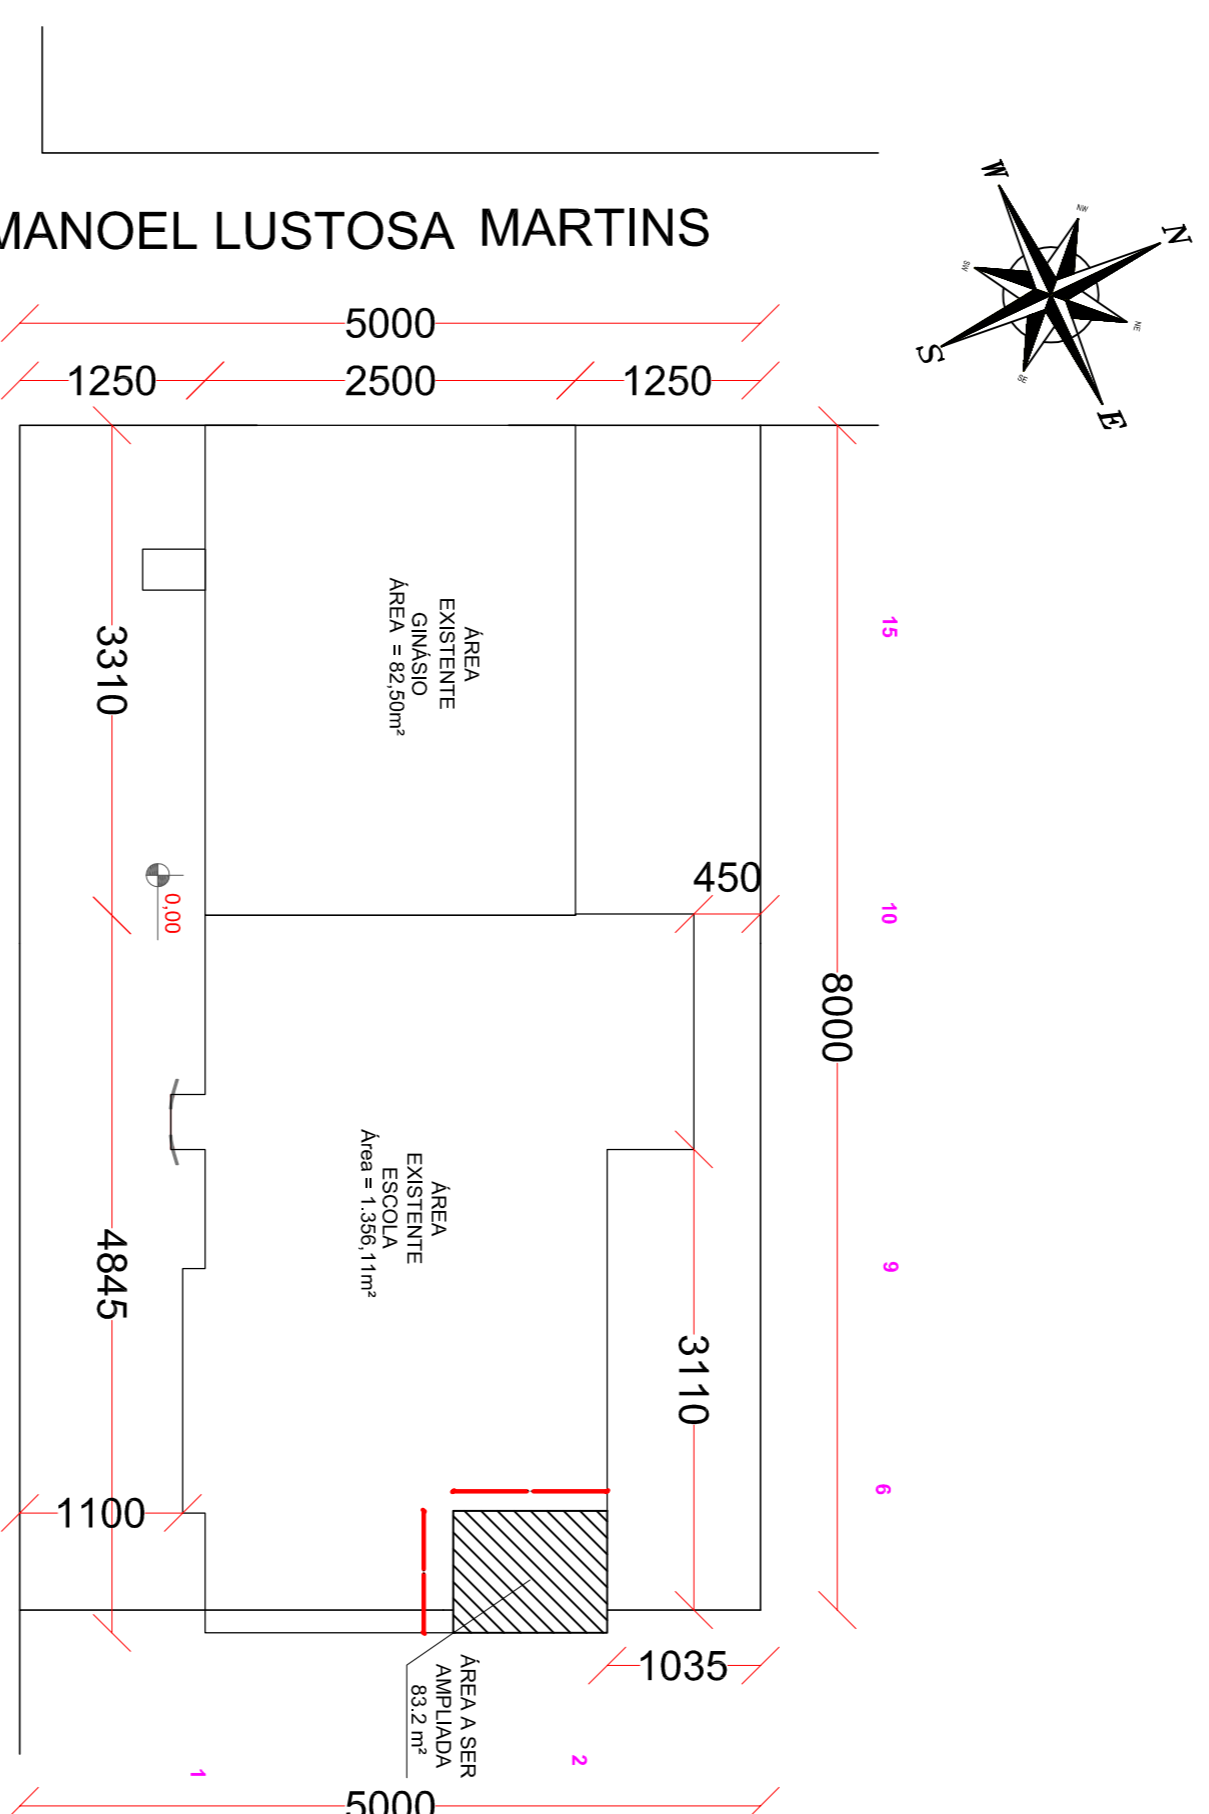 MANOEL LUSTOSA MARTINS
W
NW
N
SW
NE
S
SE
E
5000
1250
2500
1250
ÁREA
EXISTENTE
GINÁSIO
ÁREA = 82,50m²
15
3310
450
0,00
10
8000
ÁREA
EXISTENTE
ESCOLA
Área = 1.356,11m²
4845
9
3110
6
1100
1035
ÁREA A SER
AMPLIADA
83.2 m²
1
2
5000